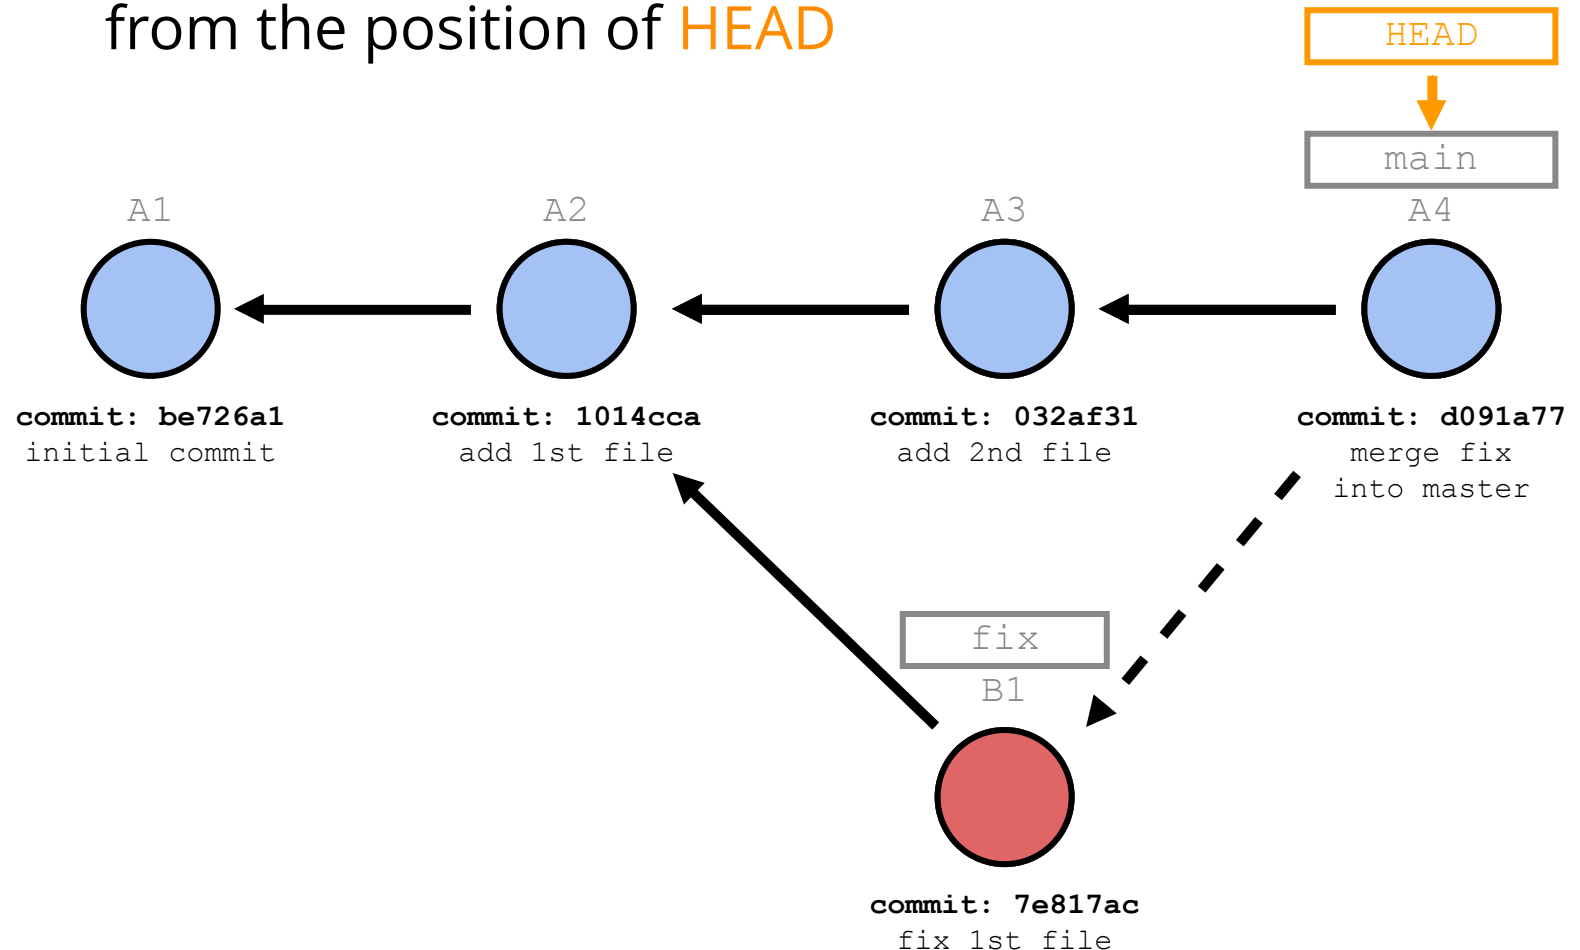 from the position of HEAD
HEAD
main
A1
A2
A3
A4
commit: be726a1
initial commit
commit: 1014cca
add 1st file
commit: 032af31
add 2nd file
commit: d091a77
merge fix
into master
fix
B1
commit: 7e817ac
fix 1st file